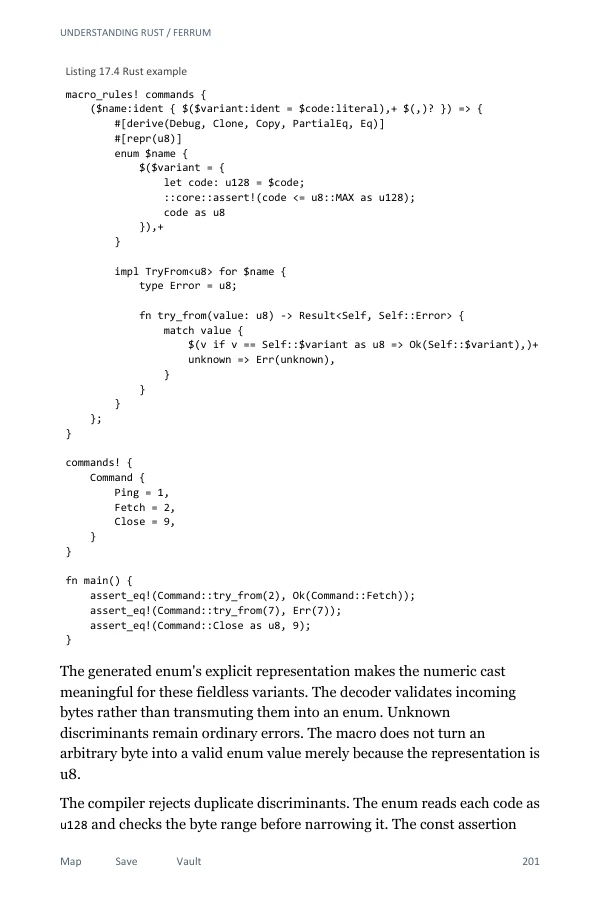 UNDERSTANDING RUST / FERRUM
Listing 17.4 Rust example
macro_rules! commands {
    ($name:ident { $($variant:ident = $code:literal),+ $(,)? }) => {
        #[derive(Debug, Clone, Copy, PartialEq, Eq)]
        #[repr(u8)]
        enum $name {
            $($variant = {
                let code: u128 = $code;
                ::core::assert!(code <= u8::MAX as u128);
                code as u8
            }),+
        }

        impl TryFrom<u8> for $name {
            type Error = u8;

            fn try_from(value: u8) -> Result<Self, Self::Error> {
                match value {
                    $(v if v == Self::$variant as u8 => Ok(Self::$variant),)+
                    unknown => Err(unknown),
                }
            }
        }
    };
}

commands! {
    Command {
        Ping = 1,
        Fetch = 2,
        Close = 9,
    }
}

fn main() {
    assert_eq!(Command::try_from(2), Ok(Command::Fetch));
    assert_eq!(Command::try_from(7), Err(7));
    assert_eq!(Command::Close as u8, 9);
}
The generated enum's explicit representation makes the numeric cast
meaningful for these fieldless variants. The decoder validates incoming
bytes rather than transmuting them into an enum. Unknown
discriminants remain ordinary errors. The macro does not turn an
arbitrary byte into a valid enum value merely because the representation is
u8.
The compiler rejects duplicate discriminants. The enum reads each code as
u128 and checks the byte range before narrowing it. The const assertion
Map Save Vault 201